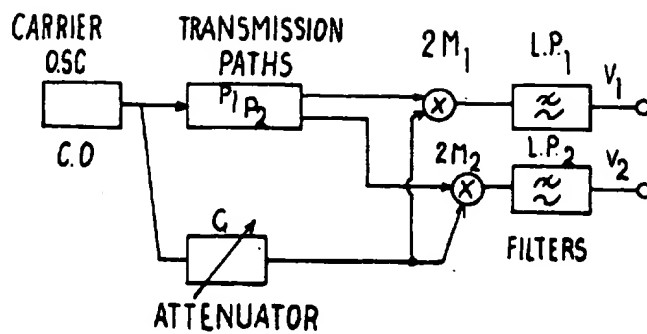 CARRIER
OSC
C.O
TRANSMISSION
PATHS
P1 P2
2M1
L.P.1
V1
2M2
L.P.2
V2
G
ATTENUATOR
FILTERS